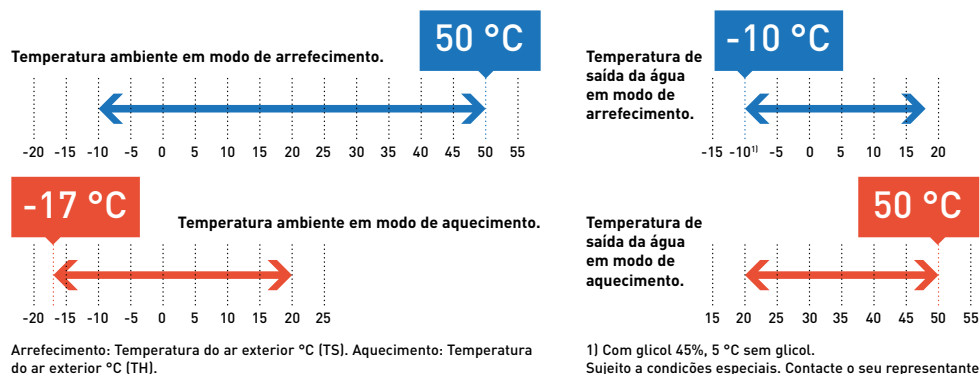 50 °C
Temperatura ambiente em modo de arrefecimento.
-20 -15 -10 -5 0 5 10 15 20 25 30 35 40 45 50 55
-10 °C
Temperatura de
saída da água
em modo de
arrefecimento.
-15 -10¹⁾ -5 0 5 10 15 20
-17 °C
Temperatura ambiente em modo de aquecimento.
-20 -15 -10 -5 0 5 10 15 20 25
50 °C
Temperatura de
saída da água
em modo de
aquecimento.
15 20 25 30 35 40 45 50 55
Arrefecimento: Temperatura do ar exterior °C (TS). Aquecimento: Temperatura
do ar exterior °C (TH).
1) Com glicol 45%, 5 °C sem glicol.
Sujeito a condições especiais. Contacte o seu representante